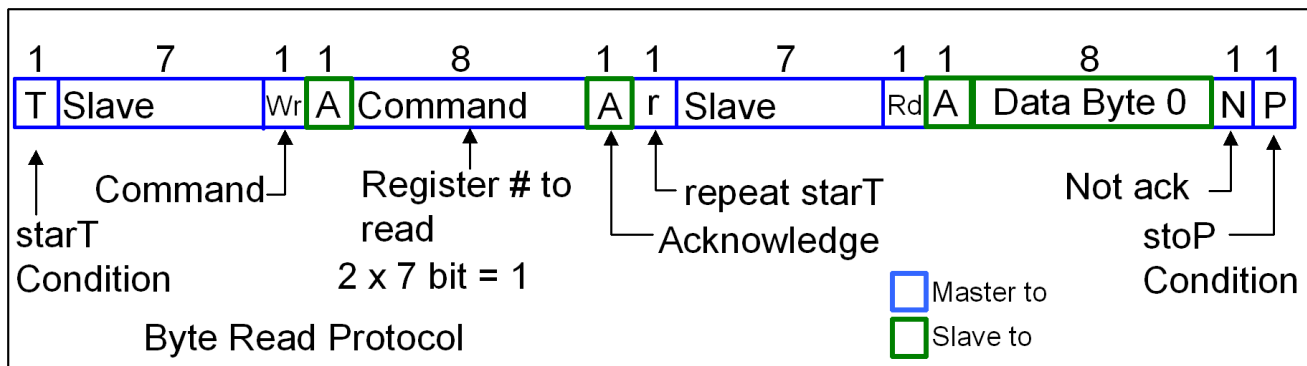 1 7 1 1 8 1 1 7 1 1 8 1 1
T Slave Wr A Command A r Slave Rd A Data Byte 0 N P
Command
Register # to
read
2 x 7 bit = 1
repeat starT
Acknowledge
Not ack
starT
Condition
stoP
Condition
Master to
Slave to
Byte Read Protocol